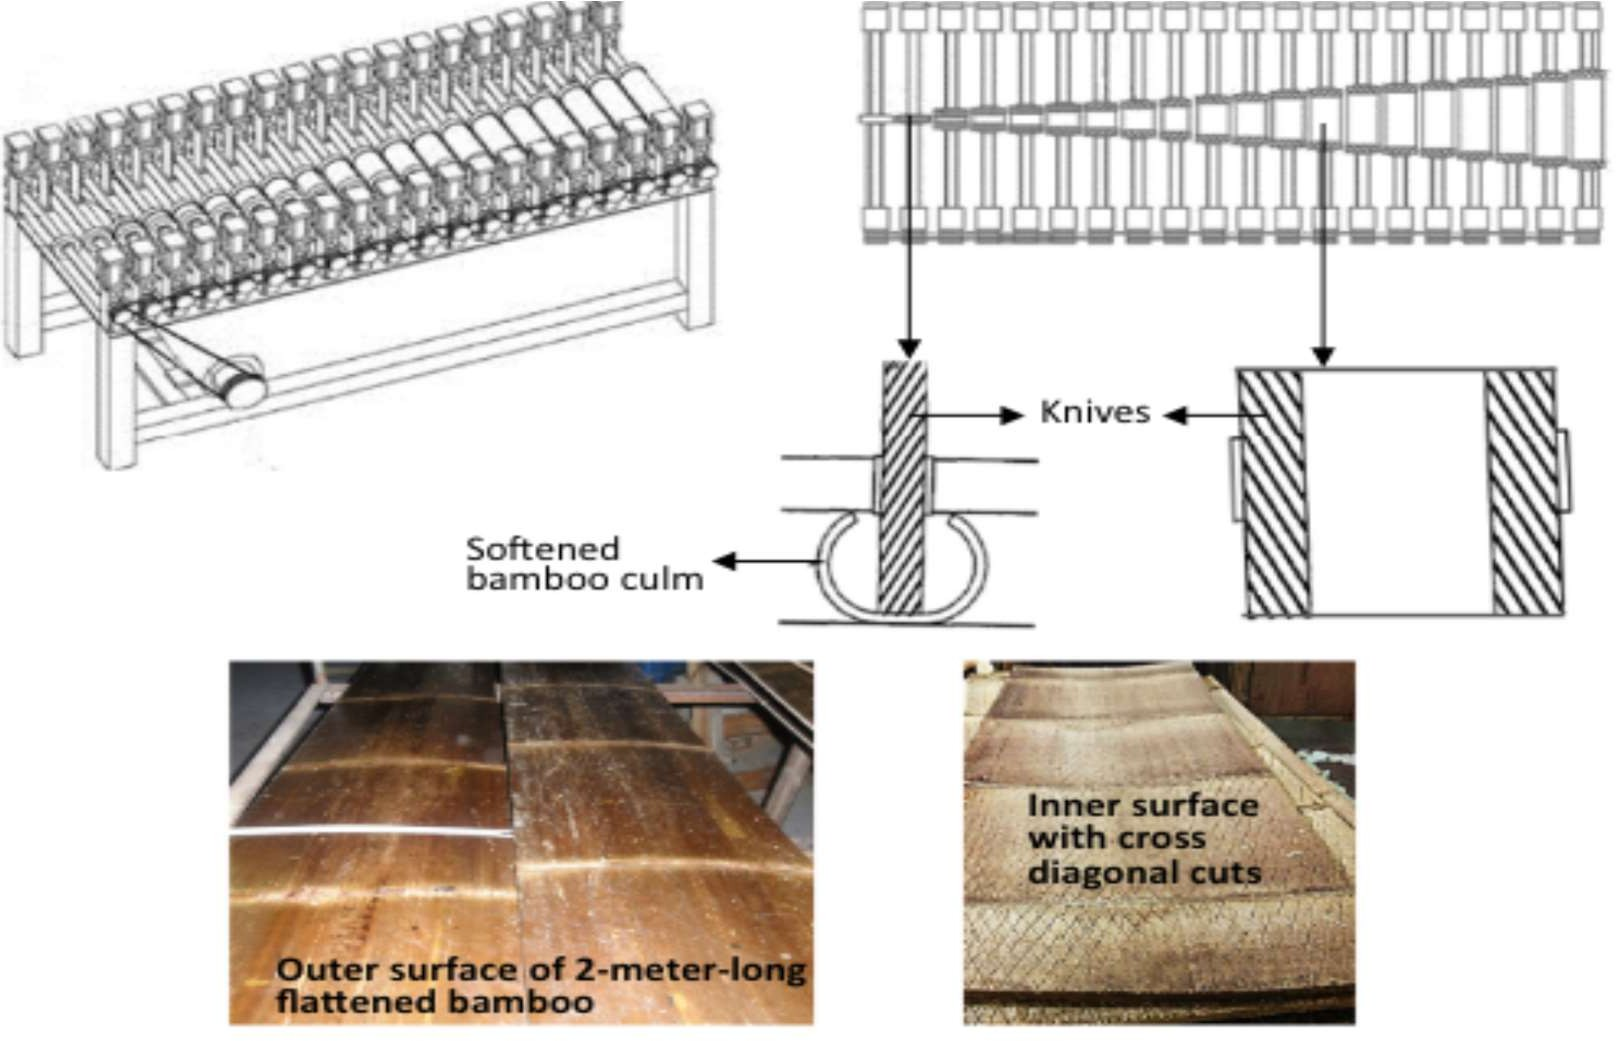 Knives
Softened
bamboo culm
Outer surface of 2-meter-long
flattened bamboo
Inner surface
with cross
diagonal cuts